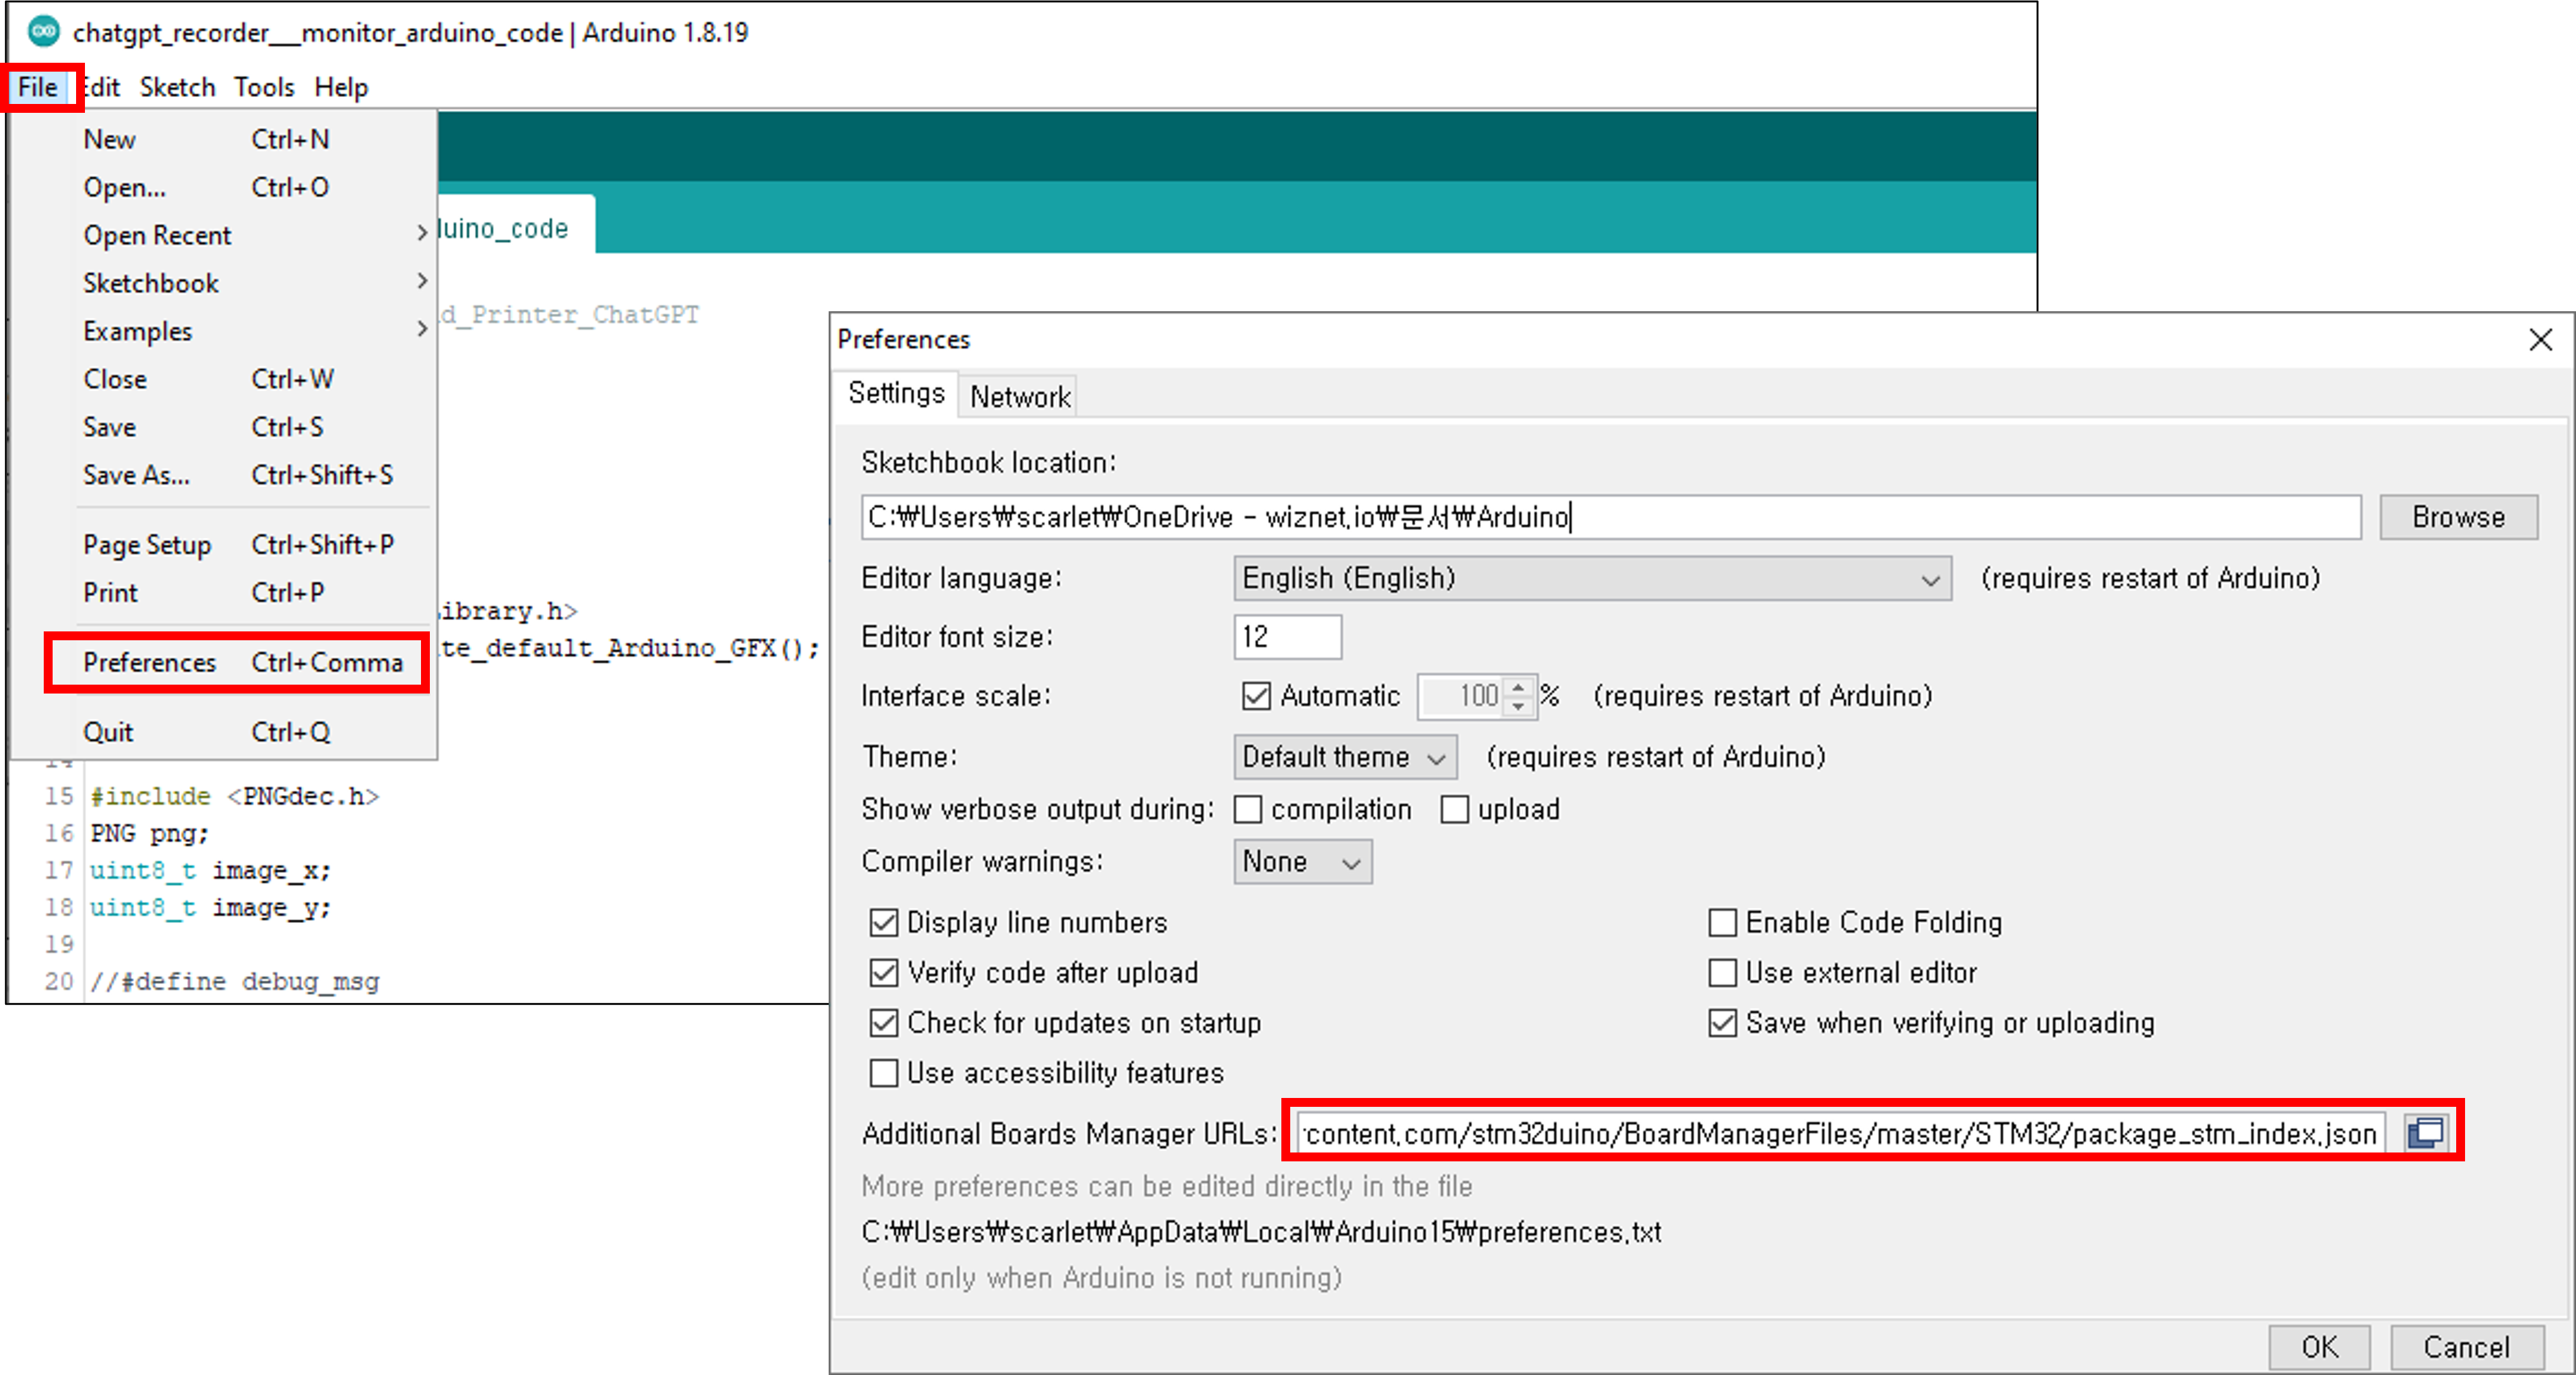 chatgpt_recorder__monitor_arduino_code | Arduino 1.8.19
File Edit Sketch Tools Help
New Ctrl+N
Open... Ctrl+O
Open Recent
Sketchbook
Examples
Close Ctrl+W
Save Ctrl+S
Save As... Ctrl+Shift+S
Page Setup Ctrl+Shift+P
Print Ctrl+P
Preferences Ctrl+Comma
Quit Ctrl+Q
luino_code
d_Printer_ChatGPT
ibrary.h>
te_default_Arduino_GFX();
14
15 #include <PNGdec.h>
16 PNG png;
17 uint8_t image_x;
18 uint8_t image_y;
19
20 //#define debug_msg
Preferences
Settings Network
Sketchbook location:
C:₩Users₩scarlet₩OneDrive - wiznet.io₩문서₩Arduino Browse
Editor language: English (English) (requires restart of Arduino)
Editor font size: 12
Interface scale: Automatic 100 % (requires restart of Arduino)
Theme: Default theme (requires restart of Arduino)
Show verbose output during: compilation upload
Compiler warnings: None
Display line numbers Enable Code Folding
Verify code after upload Use external editor
Check for updates on startup Save when verifying or uploading
Use accessibility features
Additional Boards Manager URLs: content.com/stm32duino/BoardManagerFiles/master/STM32/package_stm_index.json
More preferences can be edited directly in the file
C:₩Users₩scarlet₩AppData₩Local₩Arduino15₩preferences.txt
(edit only when Arduino is not running)
OK Cancel